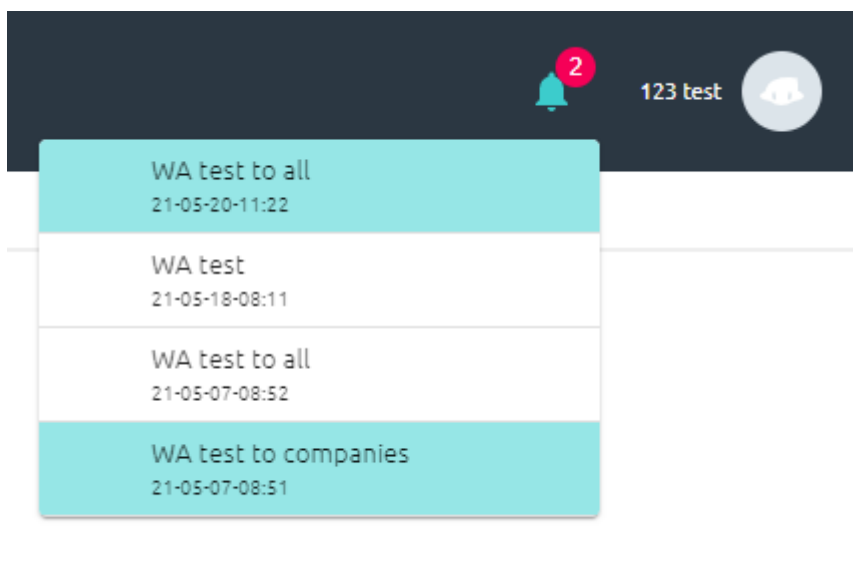 2
123 test
WA test to all
21-05-20-11:22
WA test
21-05-18-08:11
WA test to all
21-05-07-08:52
WA test to companies
21-05-07-08:51